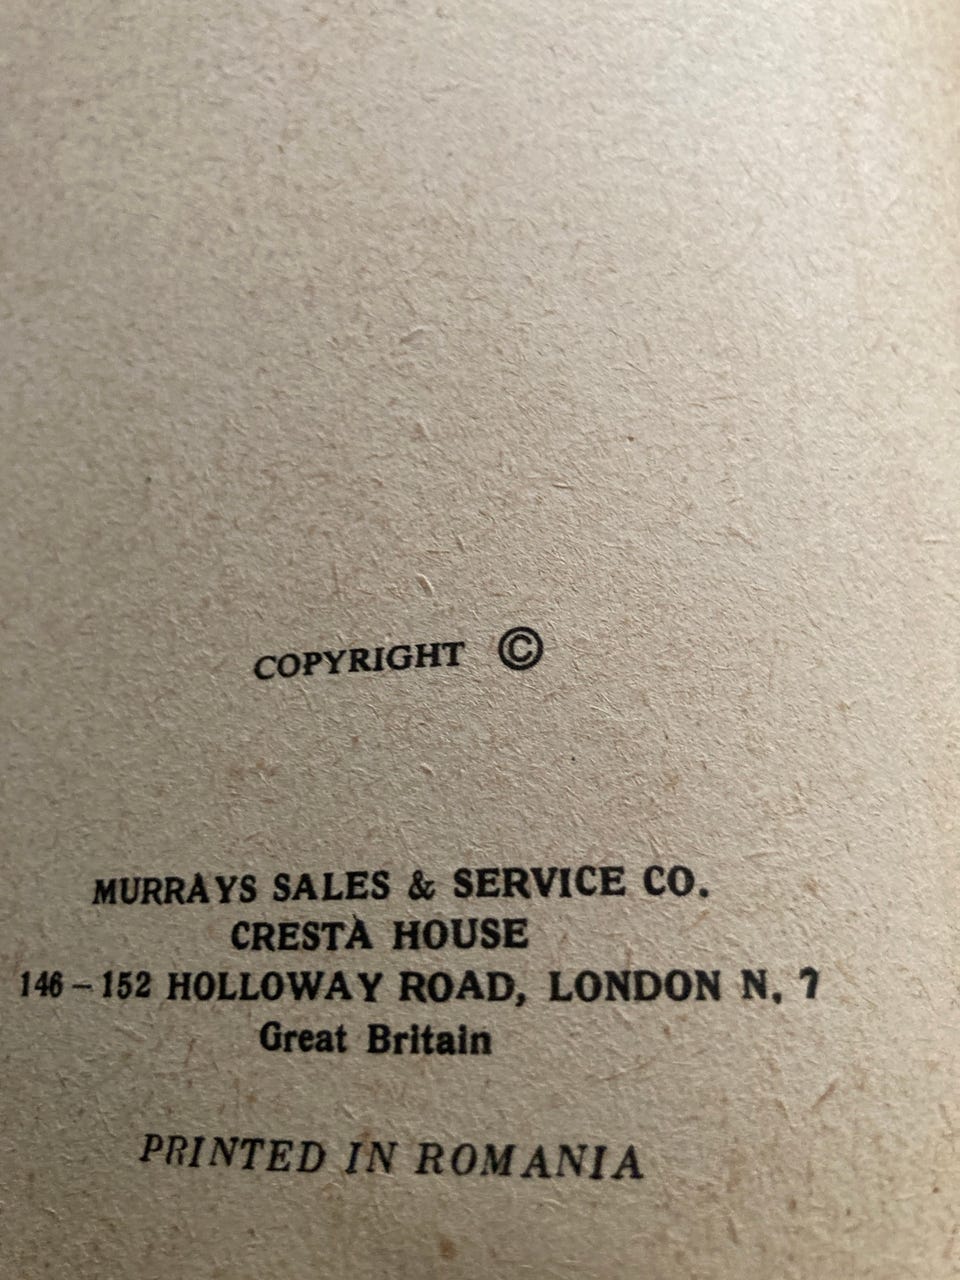 COPYRIGHT ©
MURRAYS SALES & SERVICE CO.
CRESTA HOUSE
146 – 152 HOLLOWAY ROAD, LONDON N. 7
Great Britain
PRINTED IN ROMANIA